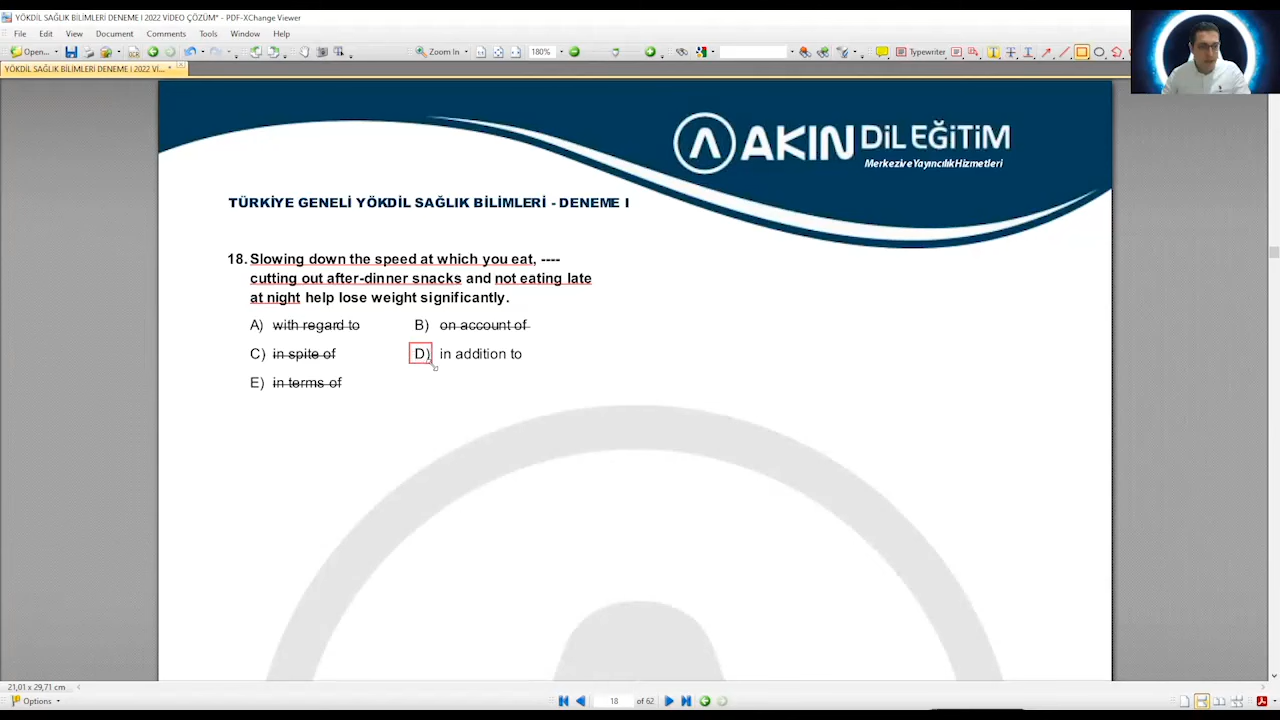 YÖKDİL SAĞLIK BİLİMLERİ DENEME I 2022 VİDEO ÇÖZÜM* - PDF-XChange Viewer
File Edit View Document Comments Tools Window Help
Open... Zoom In 180% Typewriter
YÖKDİL SAĞLIK BİLİMLERİ DENEME I 2022 Vİ... *
AKIN DİL EĞİTİM
Merkezi ve Yayıncılık Hizmetleri
TÜRKİYE GENELİ YÖKDİL SAĞLIK BİLİMLERİ - DENEME I
18. Slowing down the speed at which you eat, ----
cutting out after-dinner snacks and not eating late
at night help lose weight significantly.
A) with regard to B) on account of
C) in spite of D) in addition to
E) in terms of
21,01 x 29,71 cm
Options 18 of 62